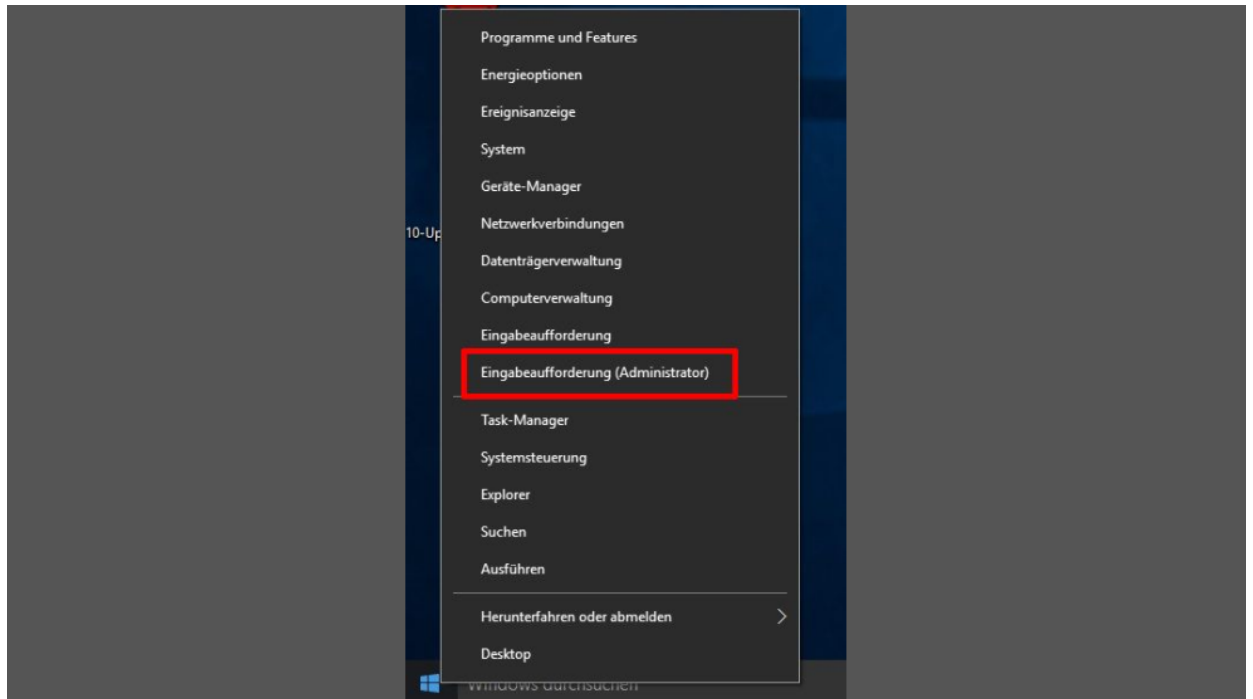 Programme und Features
Energieoptionen
Ereignisanzeige
System
Geräte-Manager
Netzwerkverbindungen
10-Up
Datenträgerverwaltung
Computerverwaltung
Eingabeaufforderung
Eingabeaufforderung (Administrator)
Task-Manager
Systemsteuerung
Explorer
Suchen
Ausführen
Herunterfahren oder abmelden
Desktop
Windows durchsuchen